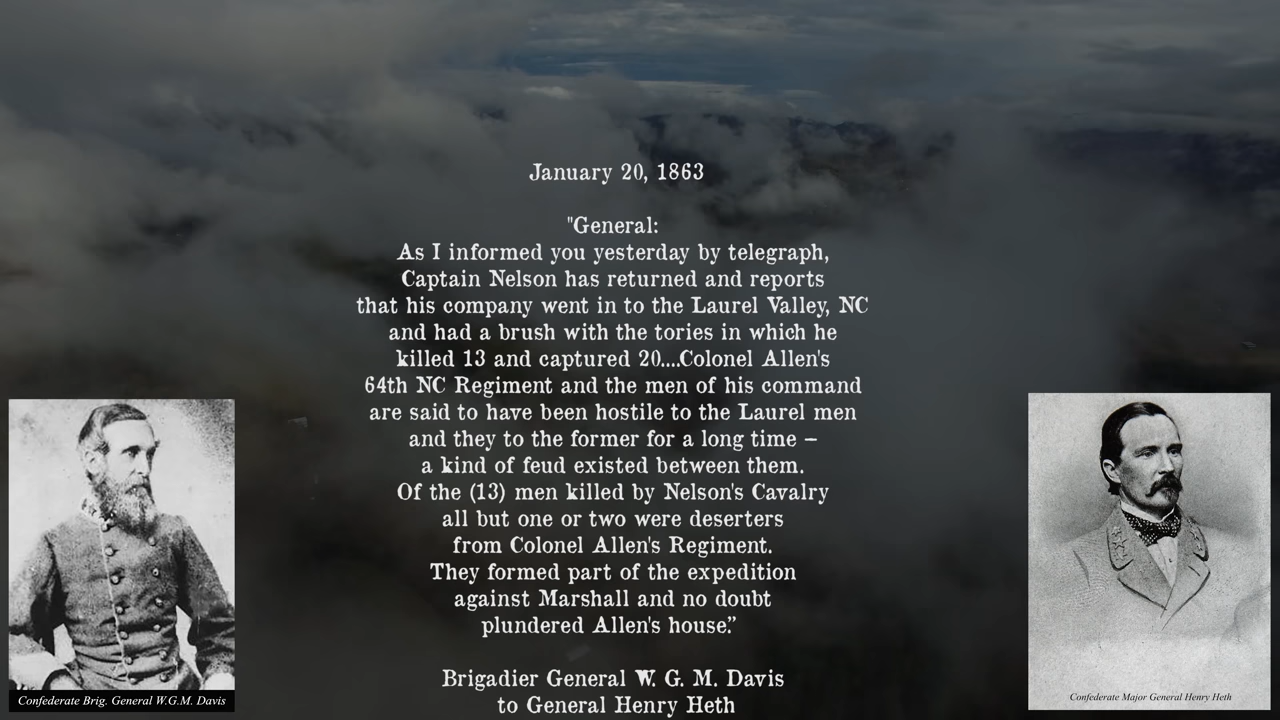 January 20, 1863
"General:
As I informed you yesterday by telegraph,
Captain Nelson has returned and reports
that his company went in to the Laurel Valley, NC
and had a brush with the tories in which he
killed 13 and captured 20....Colonel Allen's
64th NC Regiment and the men of his command
are said to have been hostile to the Laurel men
and they to the former for a long time –
a kind of feud existed between them.
Of the (13) men killed by Nelson's Cavalry
all but one or two were deserters
from Colonel Allen's Regiment.
They formed part of the expedition
against Marshall and no doubt
plundered Allen's house."
Brigadier General W. G. M. Davis
to General Henry Heth
Confederate Brig. General W.G.M. Davis
Confederate Major General Henry Heth